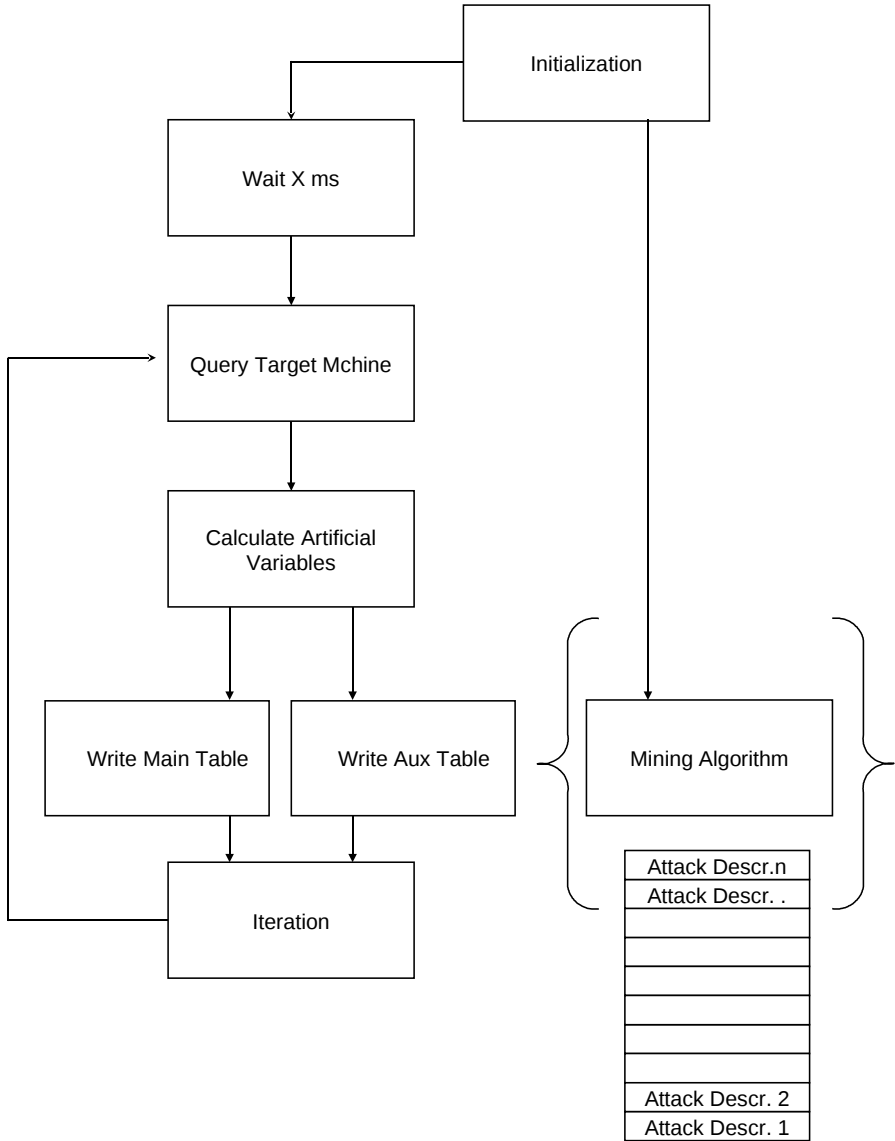 Initialization
Wait X ms
Query Target Mchine
Calculate Artificial
Variables
Write Main Table
Write Aux Table
Mining Algorithm
Iteration
Attack Descr.n
Attack Descr. .
Attack Descr. 2
Attack Descr. 1